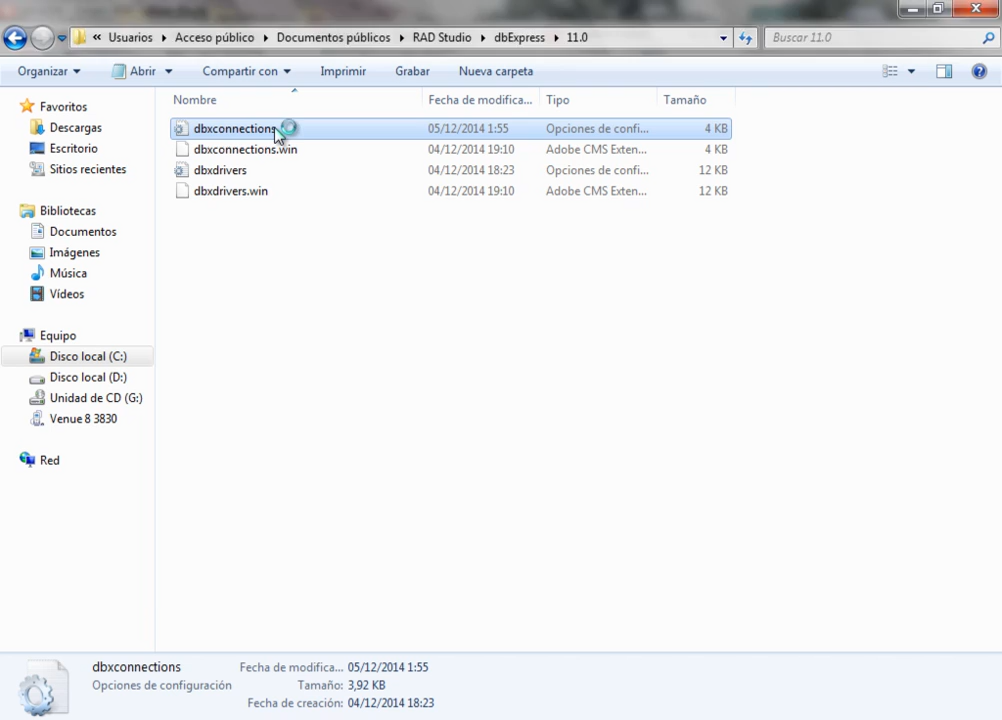 « Usuarios ▸ Acceso público ▸ Documentos públicos ▸ RAD Studio ▸ dbExpress ▸ 11.0
Buscar 11.0
Organizar Abrir Compartir con Imprimir Grabar Nueva carpeta
Nombre Fecha de modifica... Tipo Tamaño
dbxconnections 05/12/2014 1:55 Opciones de confi... 4 KB
dbxconnections.win 04/12/2014 19:10 Adobe CMS Exten... 4 KB
dbxdrivers 04/12/2014 18:23 Opciones de confi... 12 KB
dbxdrivers.win 04/12/2014 19:10 Adobe CMS Exten... 12 KB
Favoritos
Descargas
Escritorio
Sitios recientes
Bibliotecas
Documentos
Imágenes
Música
Vídeos
Equipo
Disco local (C:)
Disco local (D:)
Unidad de CD (G:)
Venue 8 3830
Red
dbxconnections Fecha de modifica... 05/12/2014 1:55
Opciones de configuración Tamaño: 3,92 KB
Fecha de creación: 04/12/2014 18:23